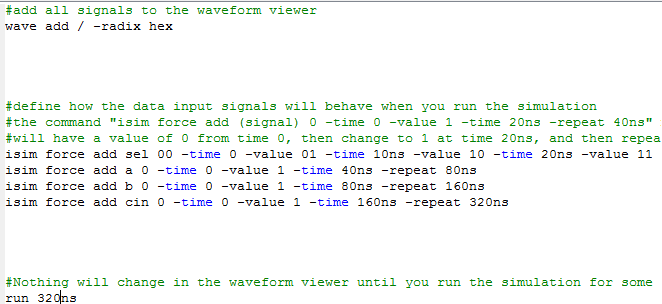 #add all signals to the waveform viewer
wave add / -radix hex
#define how the data input signals will behave when you run the simulation
#the command "isim force add (signal) 0 -time 0 -value 1 -time 20ns -repeat 40ns"
#will have a value of 0 from time 0, then change to 1 at time 20ns, and then repea
isim force add sel 00 -time 0 -value 01 -time 10ns -value 10 -time 20ns -value 11
isim force add a 0 -time 0 -value 1 -time 40ns -repeat 80ns
isim force add b 0 -time 0 -value 1 -time 80ns -repeat 160ns
isim force add cin 0 -time 0 -value 1 -time 160ns -repeat 320ns
#Nothing will change in the waveform viewer until you run the simulation for some
run 320ns